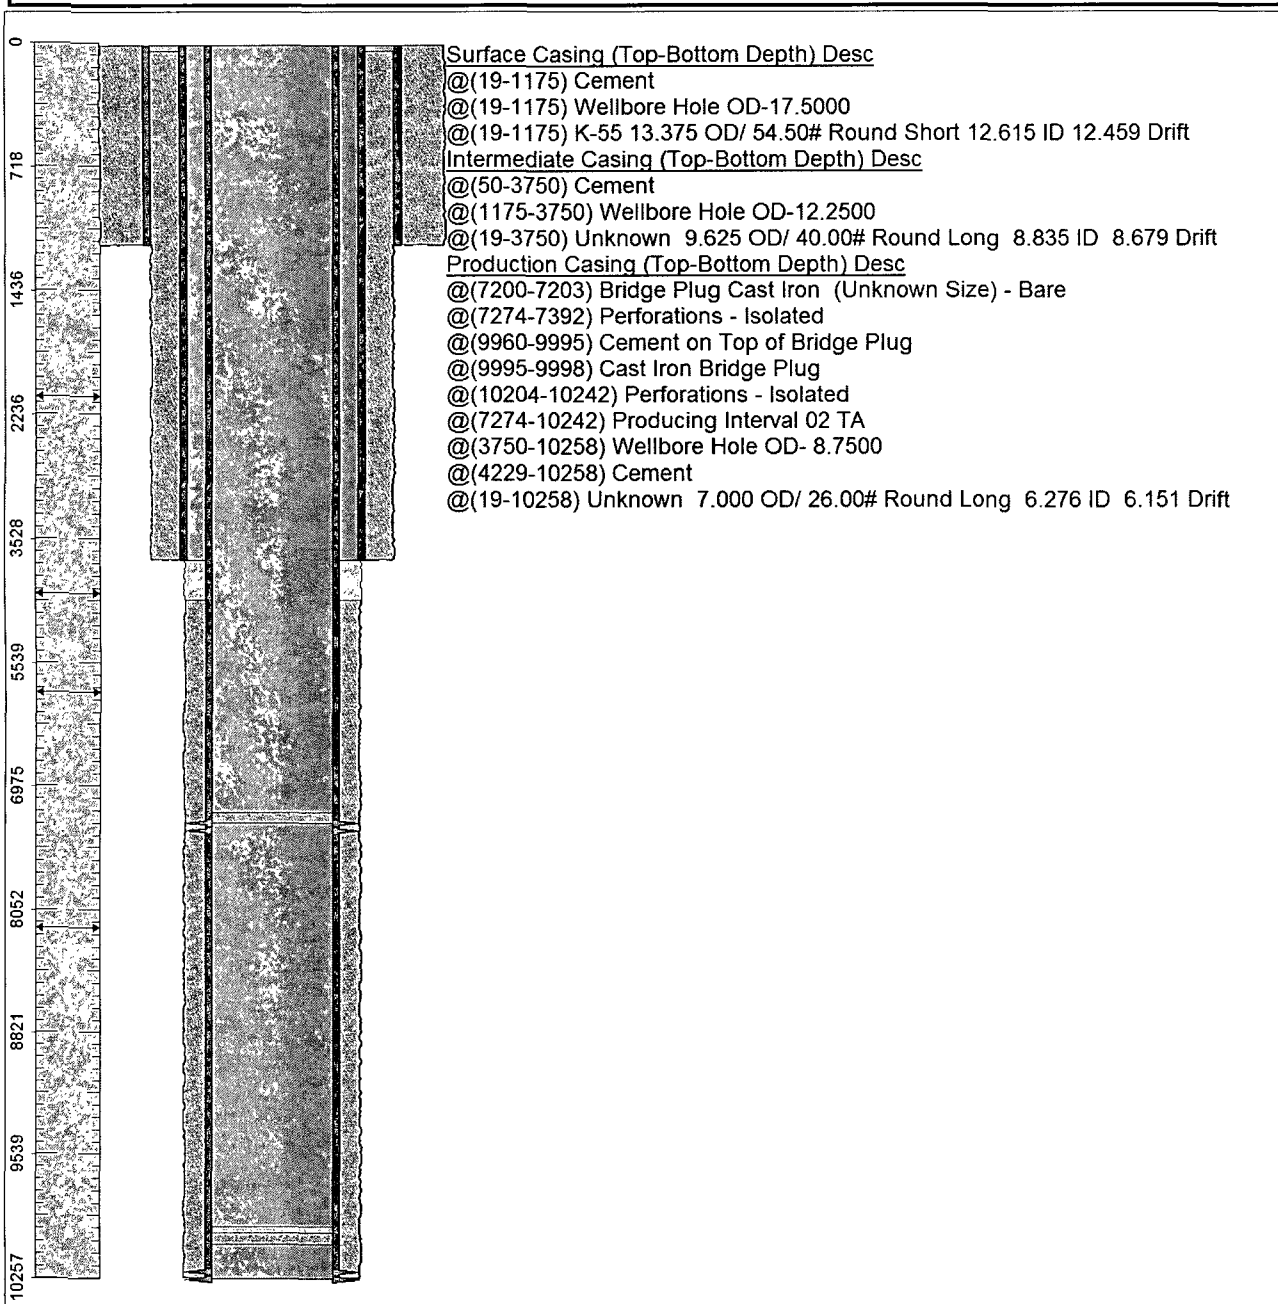 0
718
1436
2236
3528
5539
6975
8052
8821
9539
10257
Surface Casing (Top-Bottom Depth) Desc
@(19-1175) Cement
@(19-1175) Wellbore Hole OD-17.5000
@(19-1175) K-55 13.375 OD/ 54.50# Round Short 12.615 ID 12.459 Drift
Intermediate Casing (Top-Bottom Depth) Desc
@(50-3750) Cement
@(1175-3750) Wellbore Hole OD-12.2500
@(19-3750) Unknown 9.625 OD/ 40.00# Round Long 8.835 ID 8.679 Drift
Production Casing (Top-Bottom Depth) Desc
@(7200-7203) Bridge Plug Cast Iron (Unknown Size) - Bare
@(7274-7392) Perforations - Isolated
@(9960-9995) Cement on Top of Bridge Plug
@(9995-9998) Cast Iron Bridge Plug
@(10204-10242) Perforations - Isolated
@(7274-10242) Producing Interval 02 TA
@(3750-10258) Wellbore Hole OD- 8.7500
@(4229-10258) Cement
@(19-10258) Unknown 7.000 OD/ 26.00# Round Long 6.276 ID 6.151 Drift